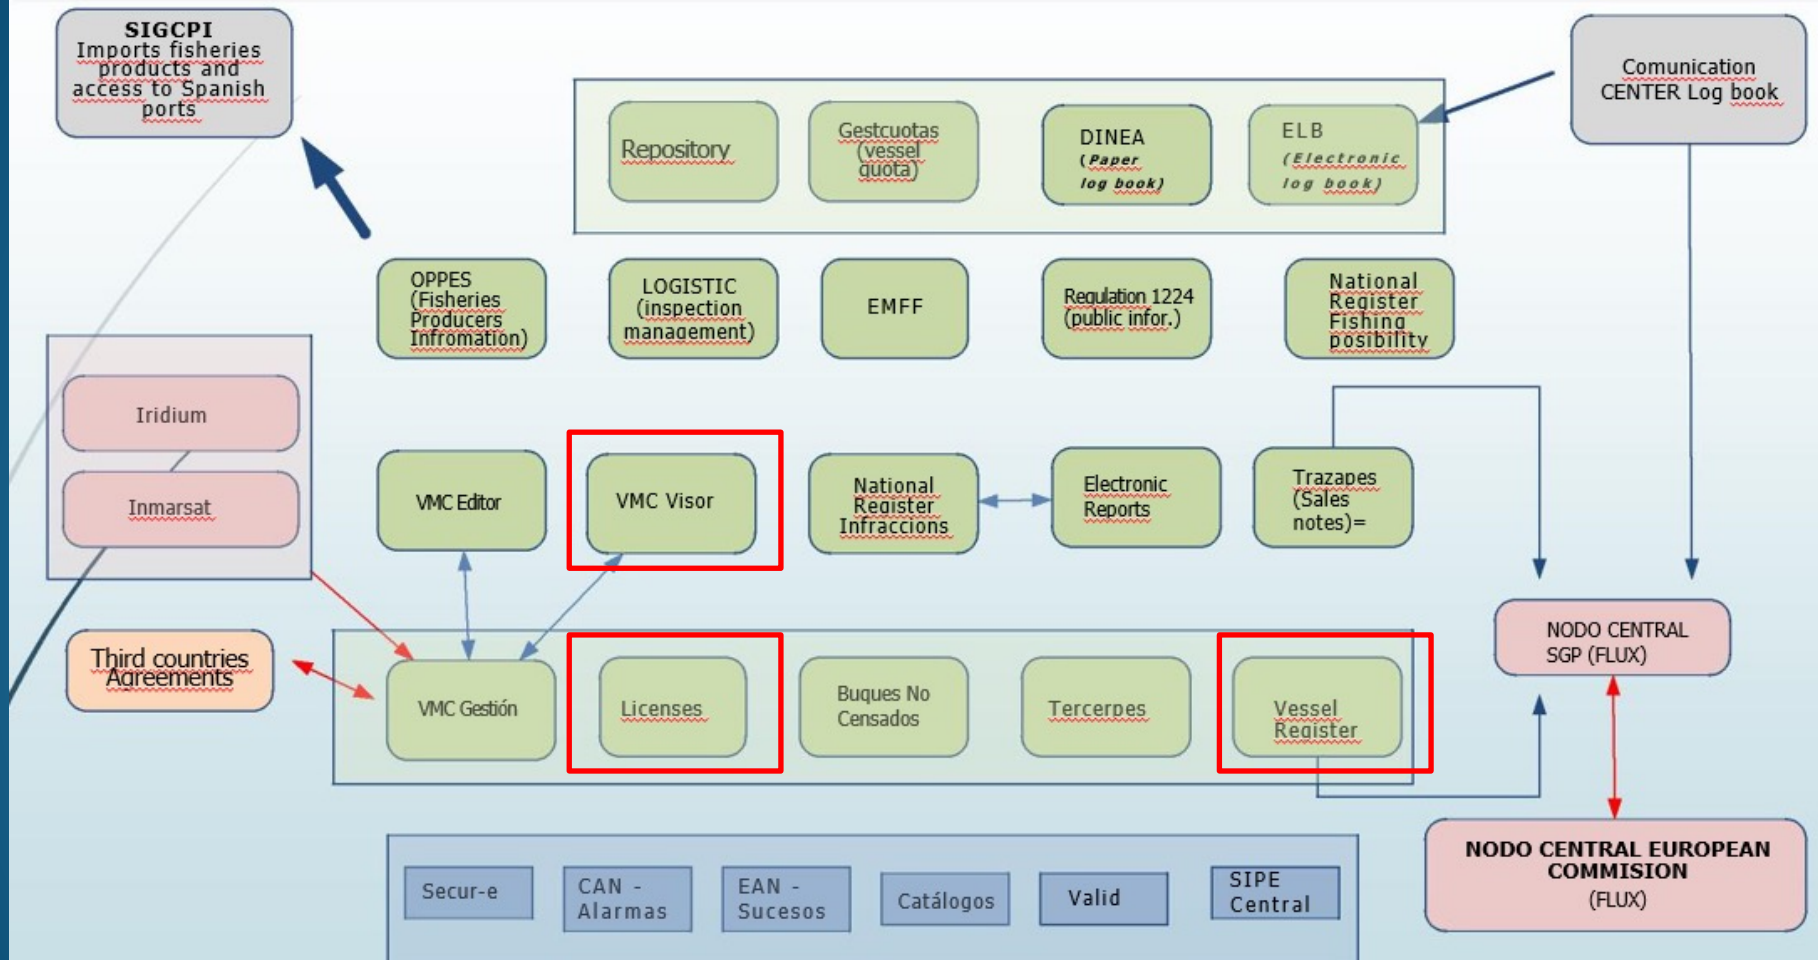 SIGCPI
Imports fisheries
products and
access to Spanish
ports
Comunication
CENTER Log book
Repository
Gestcuotas
(vessel
quota)
DINEA
(Paper
log book)
ELB
(Electronic
log book)
OPPES
(Fisheries
Producers
Infromation)
LOGISTIC
(inspection
management)
EMFF
Regulation 1224
(public infor.)
National
Register
Fishing
posibility
Iridium
Inmarsat
VMC Editor
VMC Visor
National
Register
Infraccions
Electronic
Reports
Trazapes
(Sales
notes)=
Third countries
Agreements
VMC Gestión
Licenses
Buques No
Censados
Tercerpes
Vessel
Register
NODO CENTRAL
SGP (FLUX)
NODO CENTRAL EUROPEAN
COMMISION
(FLUX)
Secur-e
CAN -
Alarmas
EAN -
Sucesos
Catálogos
Valid
SIPE
Central